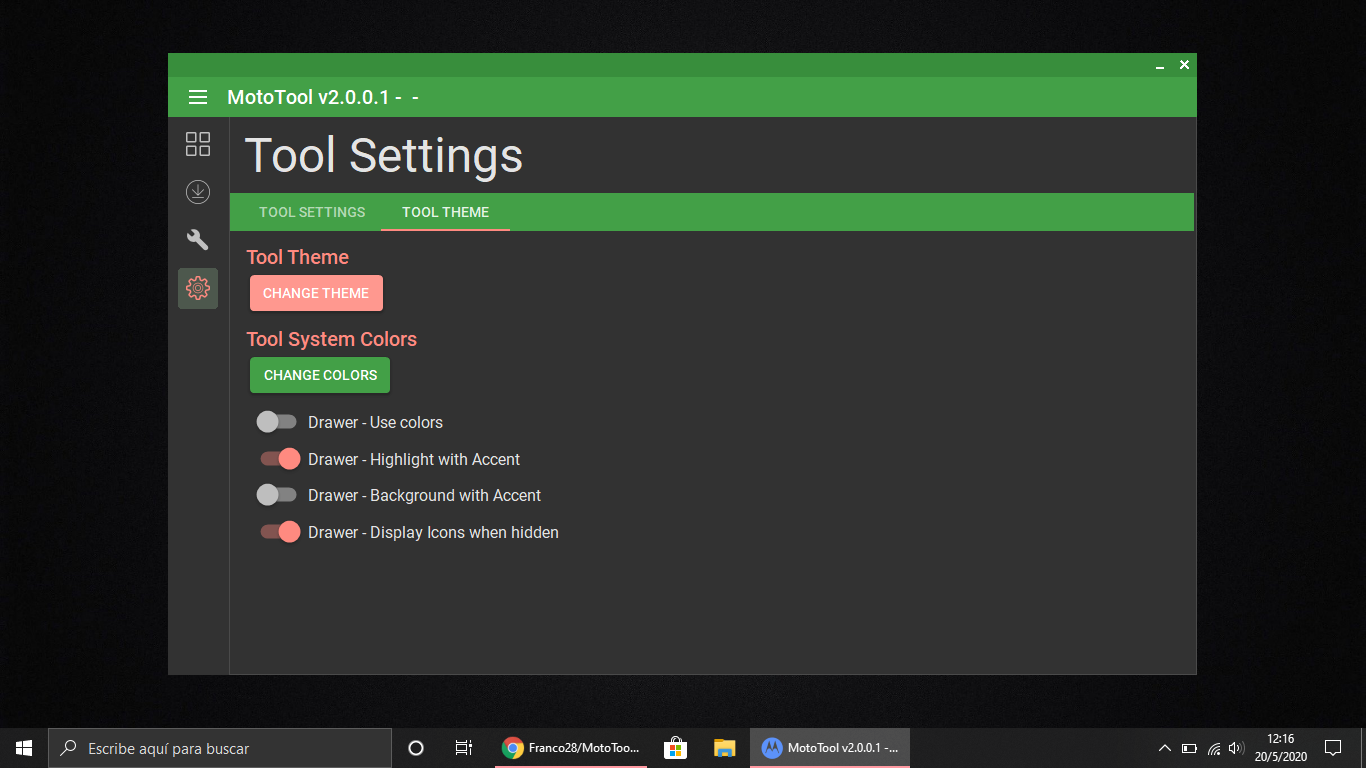 MotoTool v2.0.0.1 -  -
Tool Settings
TOOL SETTINGS
TOOL THEME
Tool Theme
CHANGE THEME
Tool System Colors
CHANGE COLORS
Drawer - Use colors
Drawer - Highlight with Accent
Drawer - Background with Accent
Drawer - Display Icons when hidden
Escribe aquí para buscar
Franco28/MotoToo...
MotoTool v2.0.0.1 -...
12:16
20/5/2020